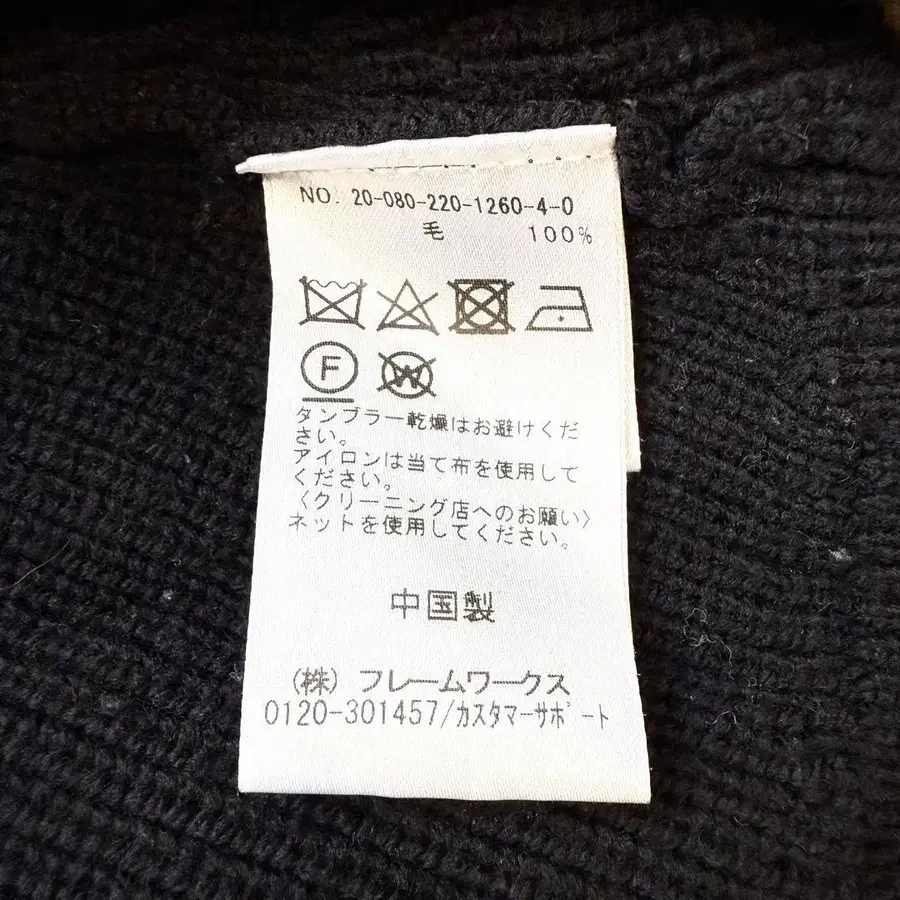 NO. 20-080-220-1260-4-0
毛 100%
F W
タンブラー乾燥はお避けくだ
さい。
アイロンは当て布を使用して
ください。
〈クリーニング店へのお願い〉
ネットを使用してください。
中国製
(株) フレームワークス
0120-301457/カスタマーサポート